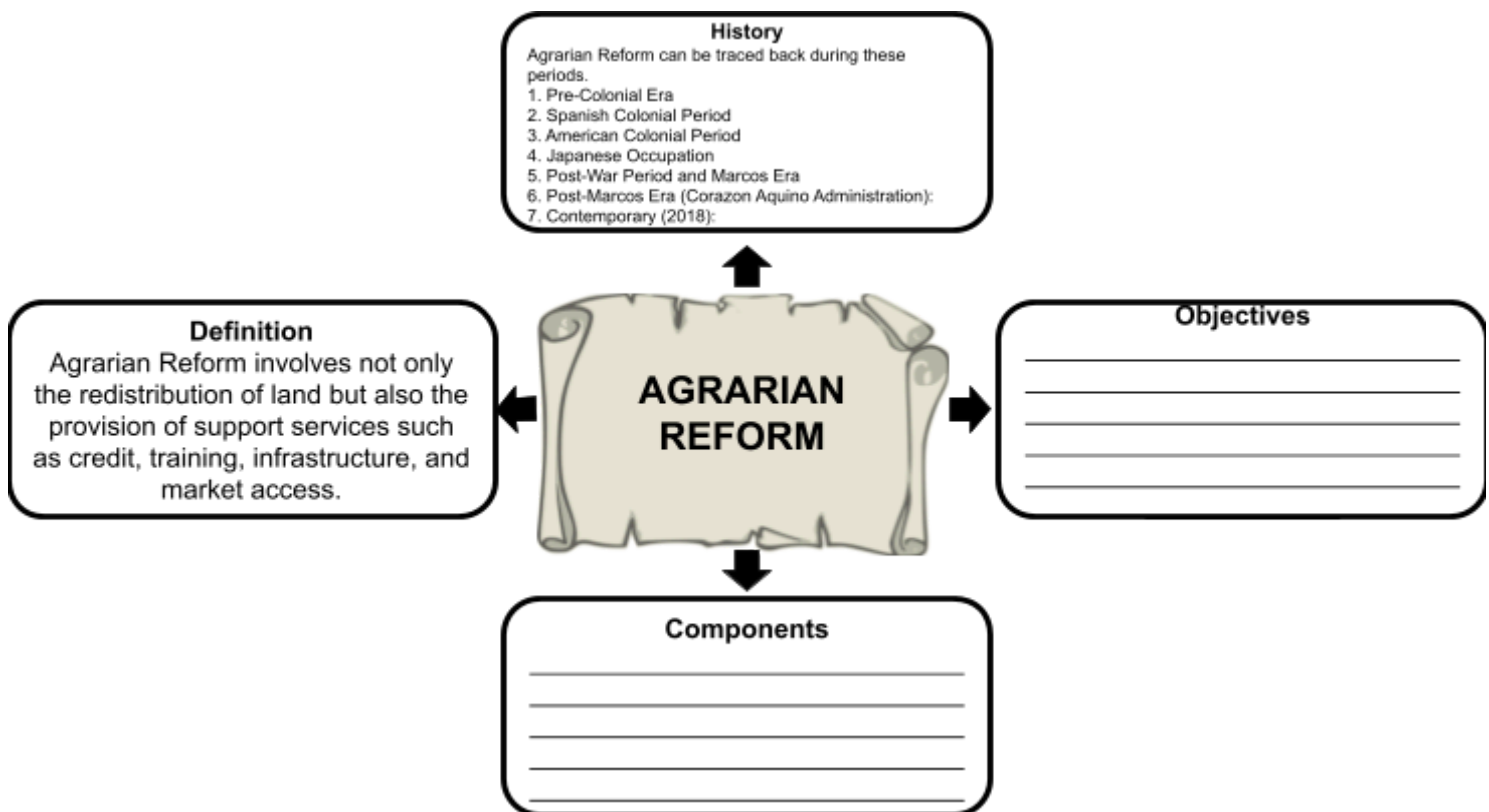 History
Agrarian Reform can be traced back during these
periods.
1. Pre-Colonial Era
2. Spanish Colonial Period
3. American Colonial Period
4. Japanese Occupation
5. Post-War Period and Marcos Era
6. Post-Marcos Era (Corazon Aquino Administration):
7. Contemporary (2018):
Definition
Agrarian Reform involves not only
the redistribution of land but also the
provision of support services such
as credit, training, infrastructure, and
market access.
AGRARIAN
REFORM
Objectives
Components